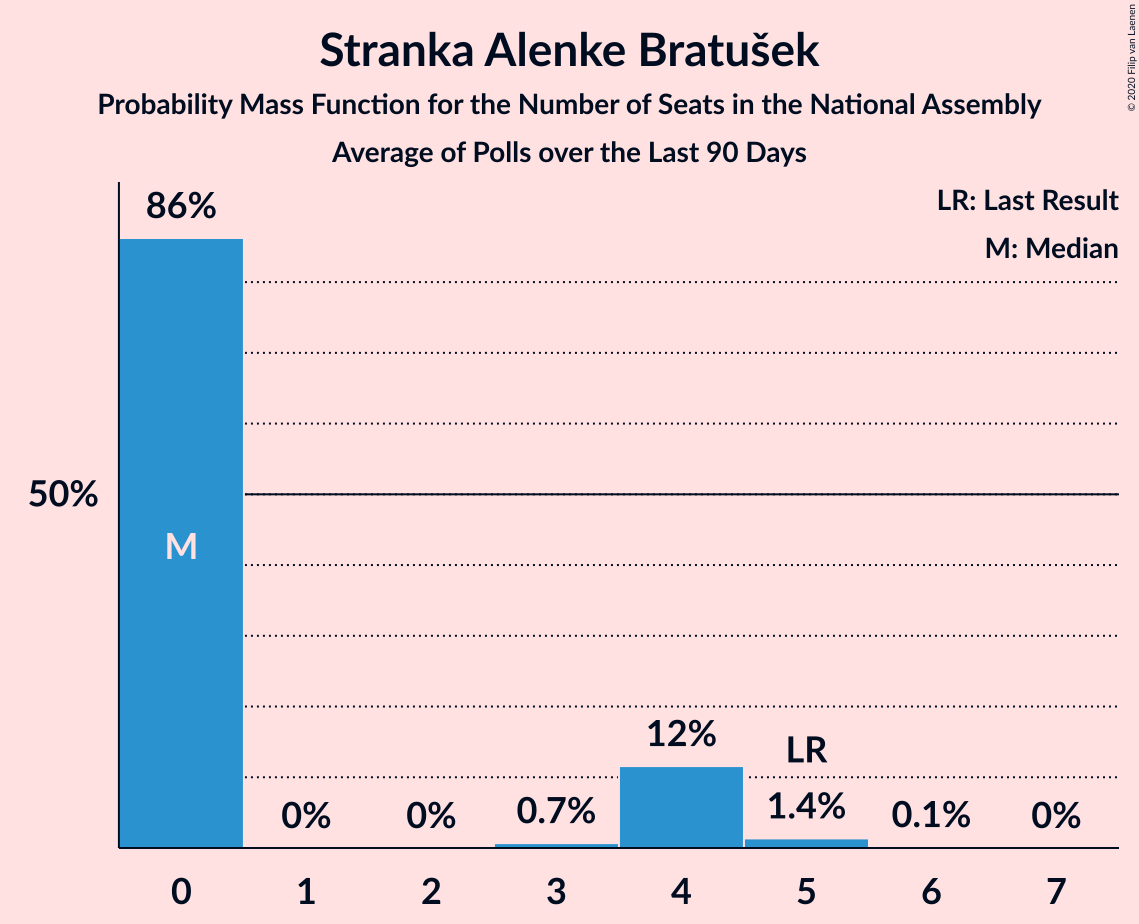 Stranka Alenke Bratušek
Probability Mass Function for the Number of Seats in the National Assembly
Average of Polls over the Last 90 Days
© 2020 Filip van Laenen
LR: Last Result
M: Median
86%
50%
M
0%
0%
0.7%
12%
LR
1.4%
0.1%
0%
0 1 2 3 4 5 6 7